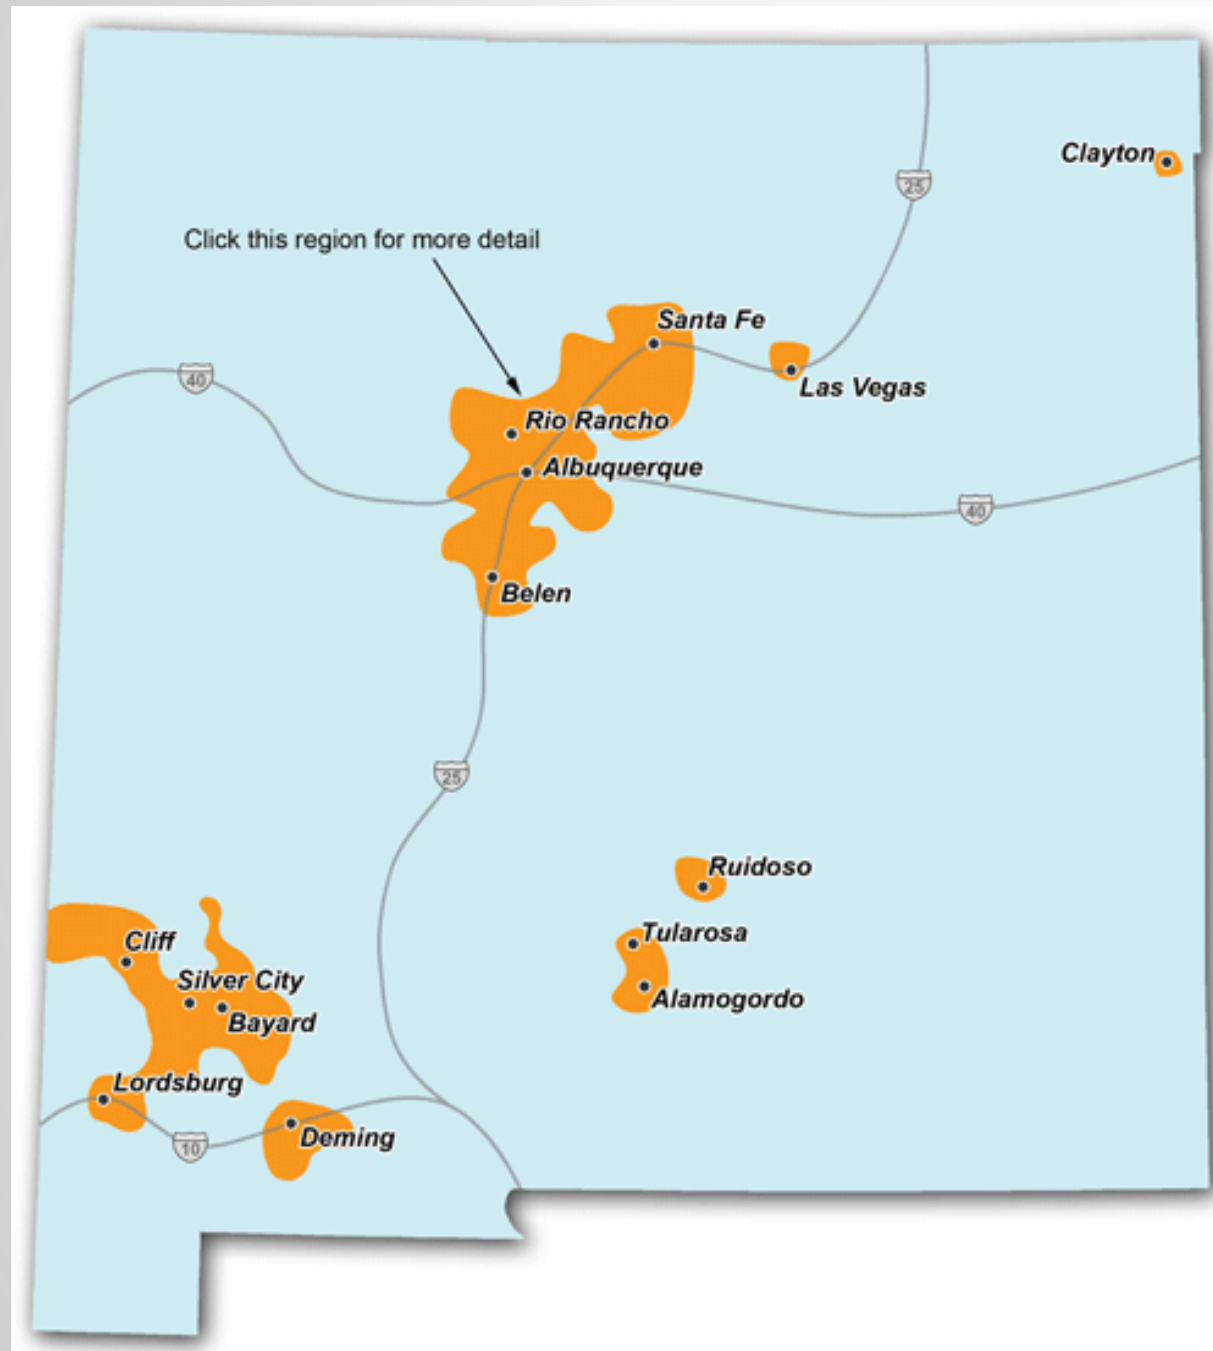 Clayton
25
Click this region for more detail
Santa Fe
40
Las Vegas
Rio Rancho
Albuquerque
40
Belen
25
Ruidoso
Tularosa
Cliff
Silver City
Alamogordo
Bayard
Lordsburg
Deming
10